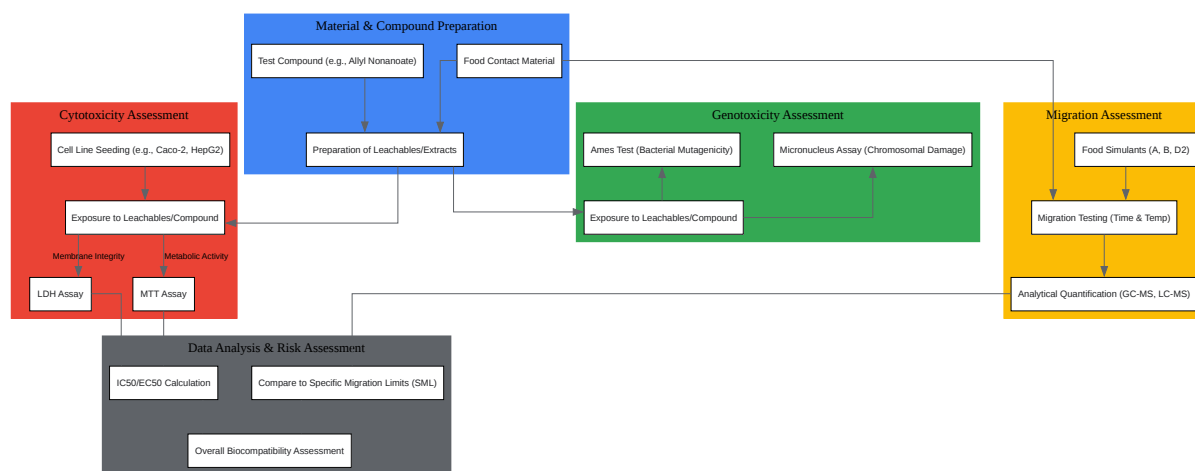 Material & Compound Preparation
Test Compound (e.g., Allyl Nonanoate)
Food Contact Material
Preparation of Leachables/Extracts
Cytotoxicity Assessment
Cell Line Seeding (e.g., Caco-2, HepG2)
Exposure to Leachables/Compound
Membrane Integrity
Metabolic Activity
LDH Assay
MTT Assay
Genotoxicity Assessment
Ames Test (Bacterial Mutagenicity)
Micronucleus Assay (Chromosomal Damage)
Exposure to Leachables/Compound
Migration Assessment
Food Simulants (A, B, D2)
Migration Testing (Time & Temp)
Analytical Quantification (GC-MS, LC-MS)
Data Analysis & Risk Assessment
IC50/EC50 Calculation
Compare to Specific Migration Limits (SML)
Overall Biocompatibility Assessment